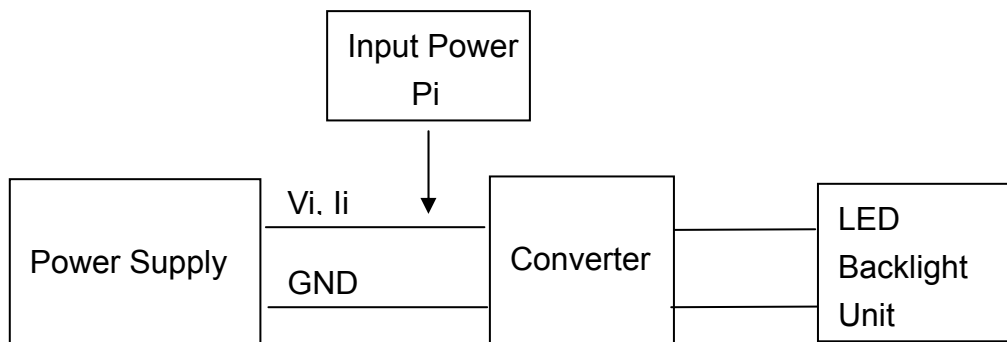 Input Power
Pi
Power Supply
Vi, Ii
GND
Converter
LED
Backlight
Unit